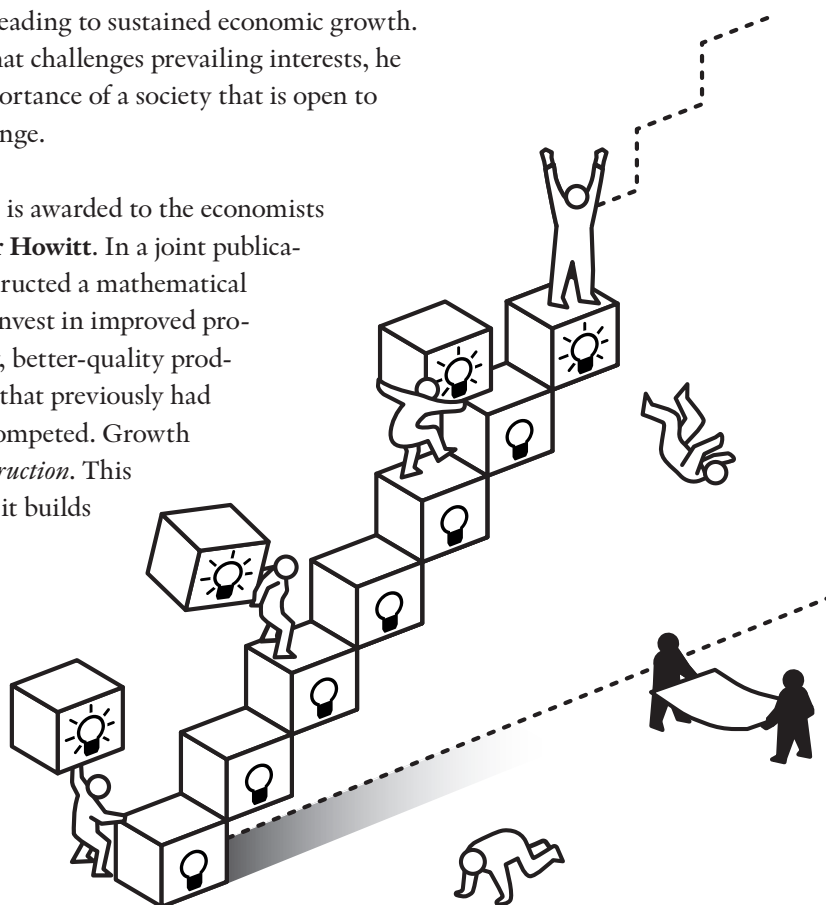 eading to sustained economic growth.
hat challenges prevailing interests, he
portance of a society that is open to
nge.
is awarded to the economists
r Howitt. In a joint publica-
ructed a mathematical
nvest in improved pro-
, better-quality prod-
that previously had
ompeted. Growth
ruction. This
it builds